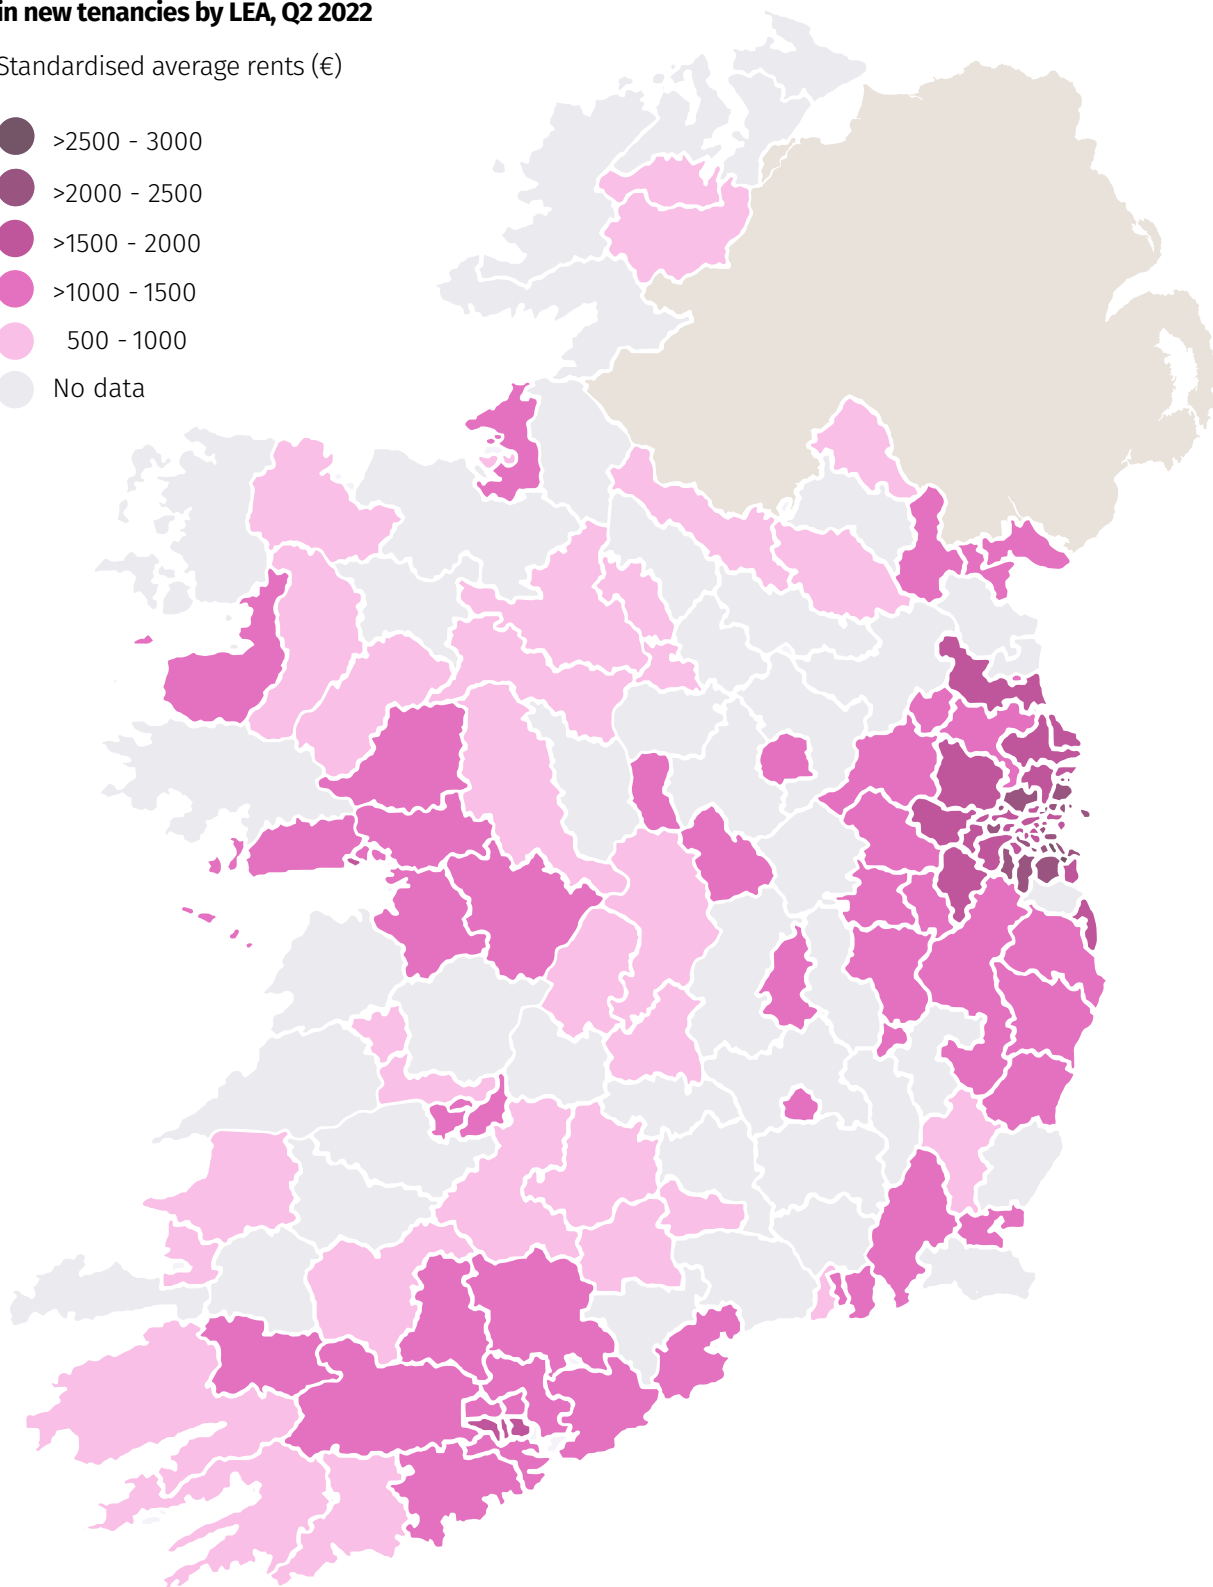 in new tenancies by LEA, Q2 2022
Standardised average rents (€)
>2500 - 3000
>2000 - 2500
>1500 - 2000
>1000 - 1500
500 - 1000
No data